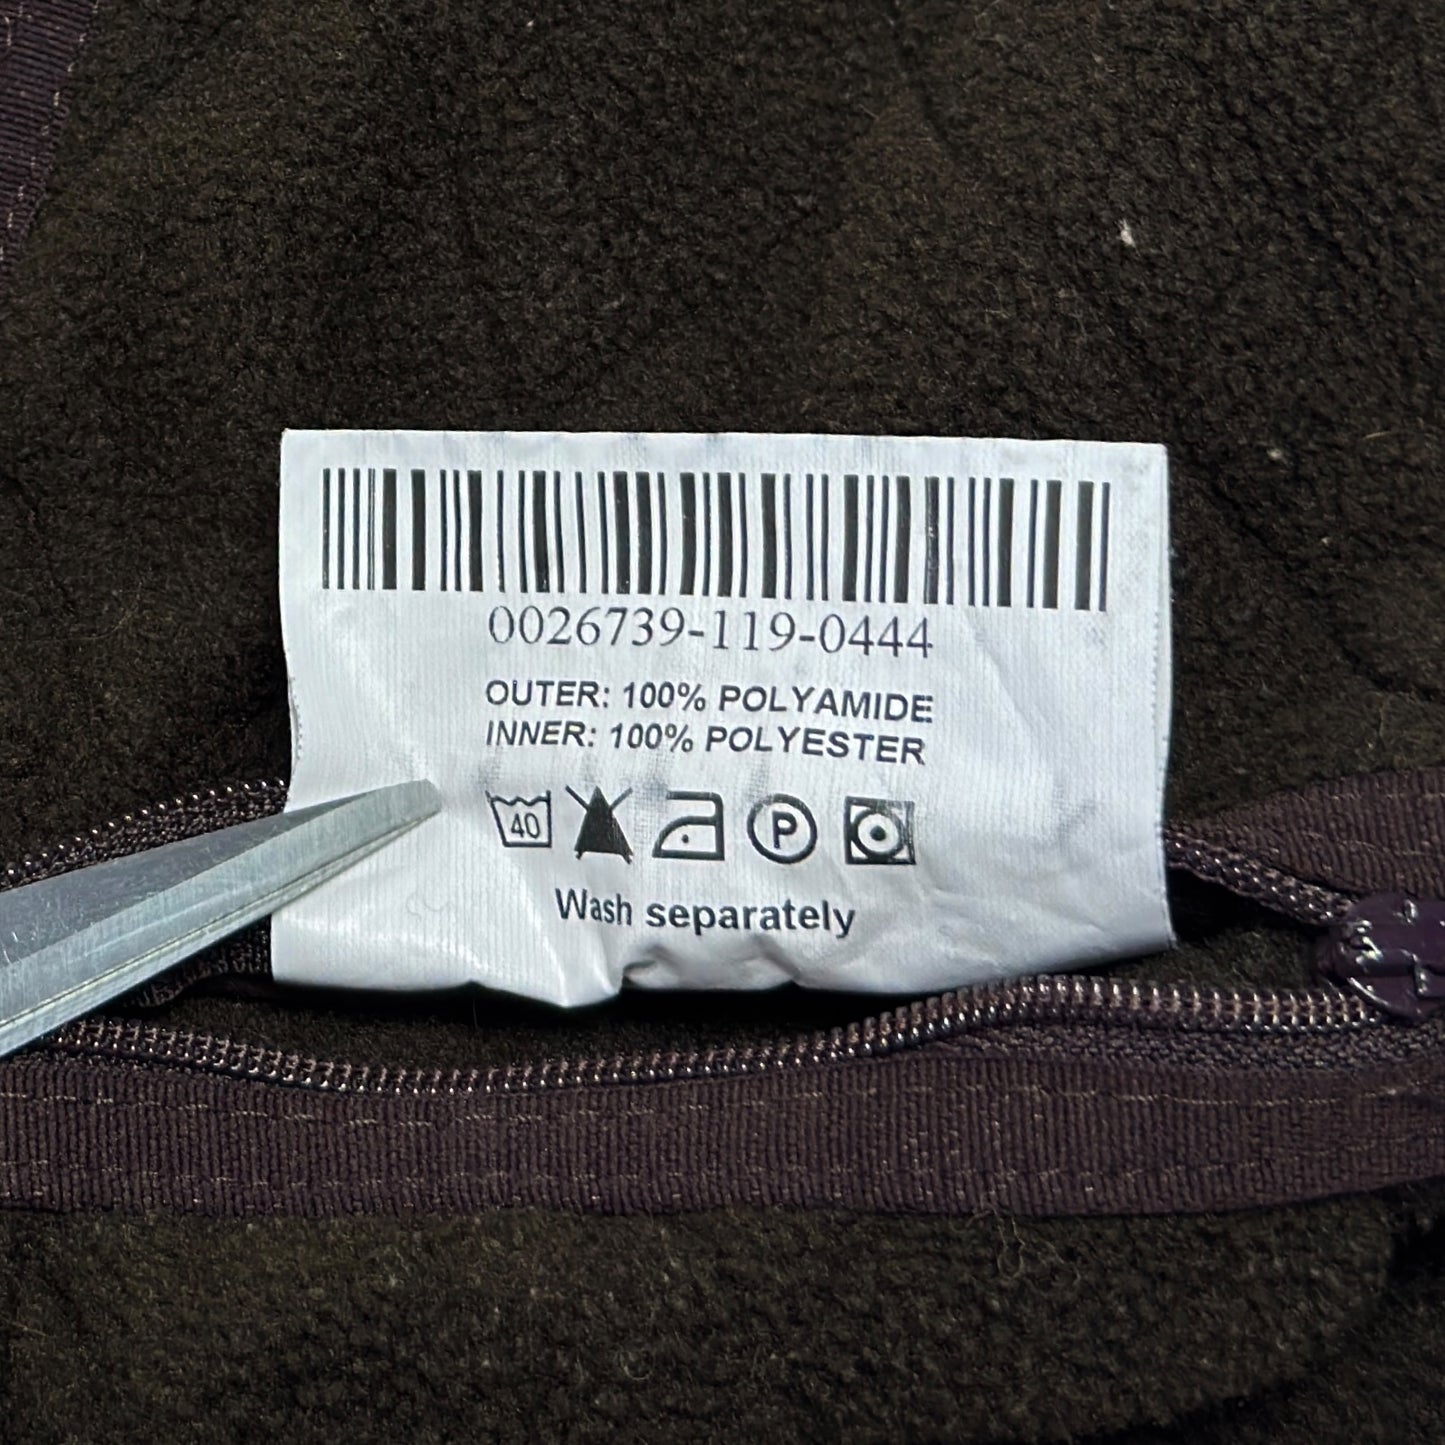 0026739-119-0444
OUTER: 100% POLYAMIDE
INNER: 100% POLYESTER
40 P
Wash separately